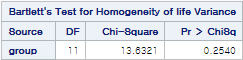 Bartlett's Test for Homogeneity of life Variance
Source DF Chi-Square Pr > ChiSq
group 11 13.6321 0.2540